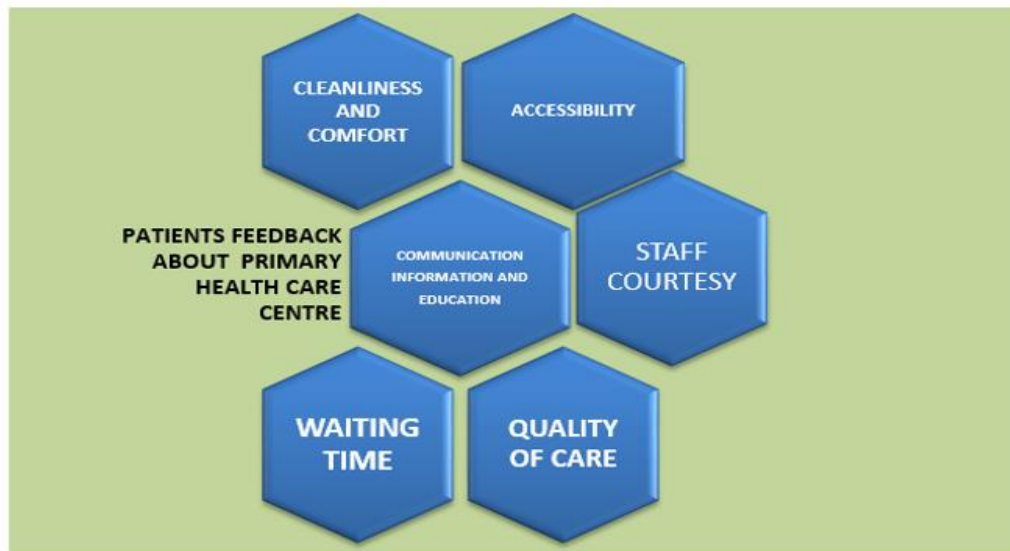 CLEANLINESS
AND
COMFORT
ACCESSIBILITY
PATIENTS FEEDBACK
ABOUT PRIMARY
HEALTH CARE
CENTRE
COMMUNICATION
INFORMATION AND
EDUCATION
STAFF
COURTESY
WAITING
TIME
QUALITY
OF CARE